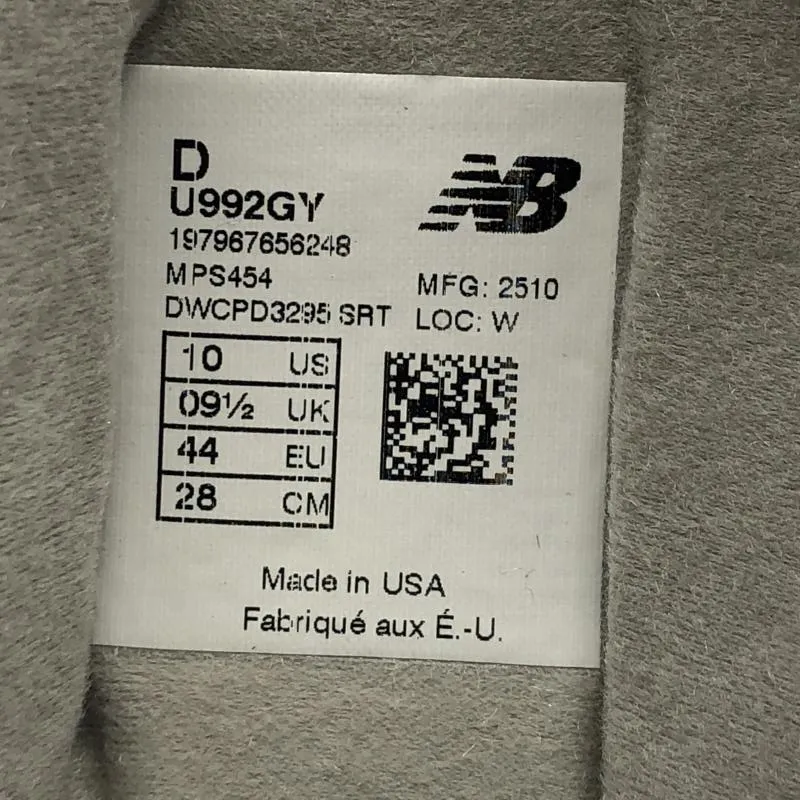 D
NB
U992GY
197967656248
MPS454
MFG: 2510
DWCPD3295 SRT
LOC: W
10 US
09½ UK
44 EU
28 CM
Made in USA
Fabriqué aux É.-U.